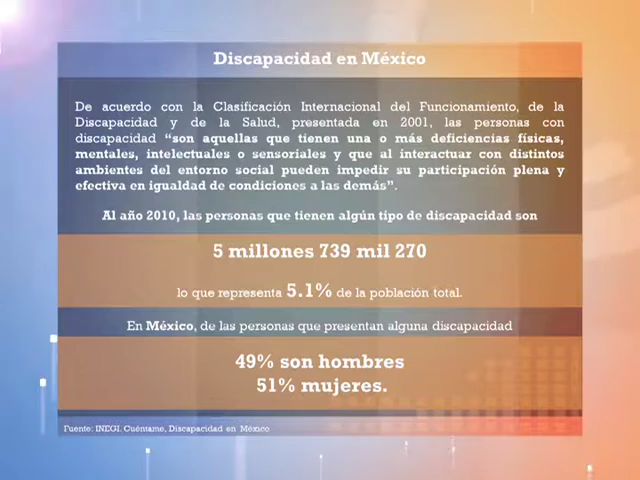 Discapacidad en México
De acuerdo con la Clasificación Internacional del Funcionamiento, de la
Discapacidad y de la Salud, presentada en 2001, las personas con
discapacidad “son aquellas que tienen una o más deficiencias físicas,
mentales, intelectuales o sensoriales y que al interactuar con distintos
ambientes del entorno social pueden impedir su participación plena y
efectiva en igualdad de condiciones a las demás”.
Al año 2010, las personas que tienen algún tipo de discapacidad son
5 millones 739 mil 270
lo que representa 5.1% de la población total.
En México, de las personas que presentan alguna discapacidad
49% son hombres
51% mujeres.
Fuente: INEGI. Cuéntame, Discapacidad en México